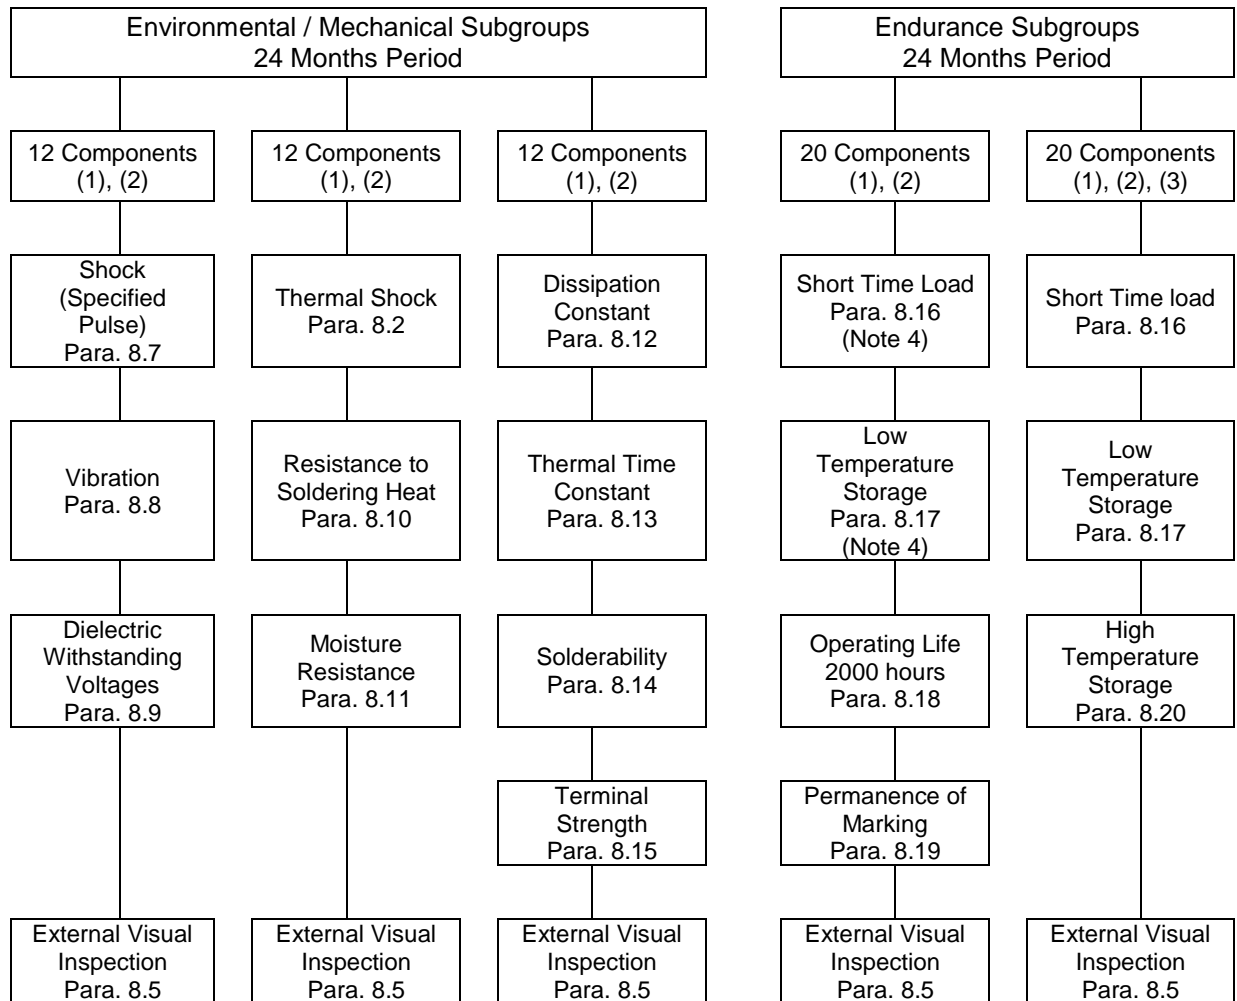 Environmental / Mechanical Subgroups
24 Months Period
Endurance Subgroups
24 Months Period
12 Components
(1), (2)
12 Components
(1), (2)
12 Components
(1), (2)
20 Components
(1), (2)
20 Components
(1), (2), (3)
Shock
(Specified
Pulse)
Para. 8.7
Thermal Shock
Para. 8.2
Dissipation
Constant
Para. 8.12
Short Time Load
Para. 8.16
(Note 4)
Short Time load
Para. 8.16
Vibration
Para. 8.8
Resistance to
Soldering Heat
Para. 8.10
Thermal Time
Constant
Para. 8.13
Low
Temperature
Storage
Para. 8.17
(Note 4)
Low
Temperature
Storage
Para. 8.17
Dielectric
Withstanding
Voltages
Para. 8.9
Moisture
Resistance
Para. 8.11
Solderability
Para. 8.14
Operating Life
2000 hours
Para. 8.18
High
Temperature
Storage
Para. 8.20
Terminal
Strength
Para. 8.15
Permanence of
Marking
Para. 8.19
External Visual
Inspection
Para. 8.5
External Visual
Inspection
Para. 8.5
External Visual
Inspection
Para. 8.5
External Visual
Inspection
Para. 8.5
External Visual
Inspection
Para. 8.5